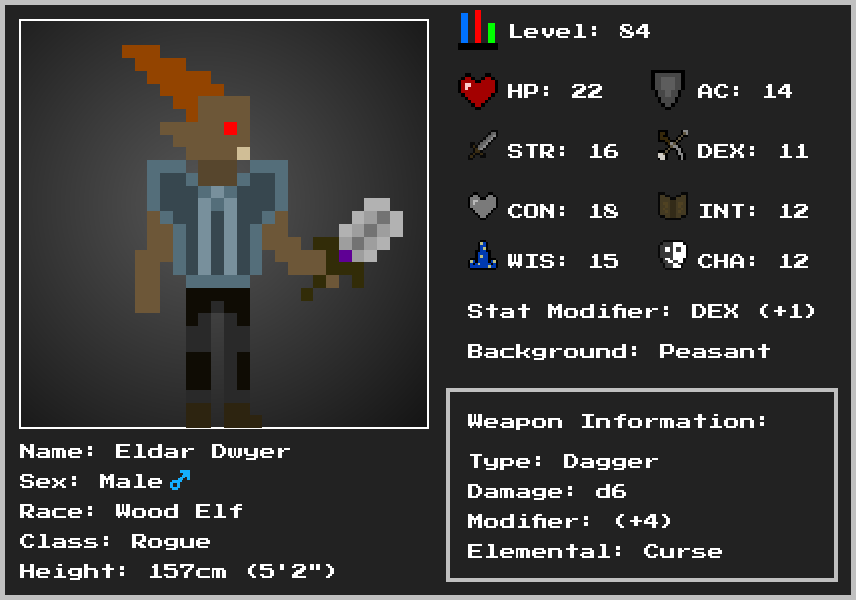 Level: 84
HP: 22
AC: 14
STR: 16
DEX: 11
CON: 18
INT: 12
WIS: 15
CHA: 12
Stat Modifier: DEX (+1)
Background: Peasant
Weapon Information:
Type: Dagger
Damage: d6
Modifier: (+4)
Elemental: Curse
Name: Eldar Dwyer
Sex: Male♂
Race: Wood Elf
Class: Rogue
Height: 157cm (5'2")